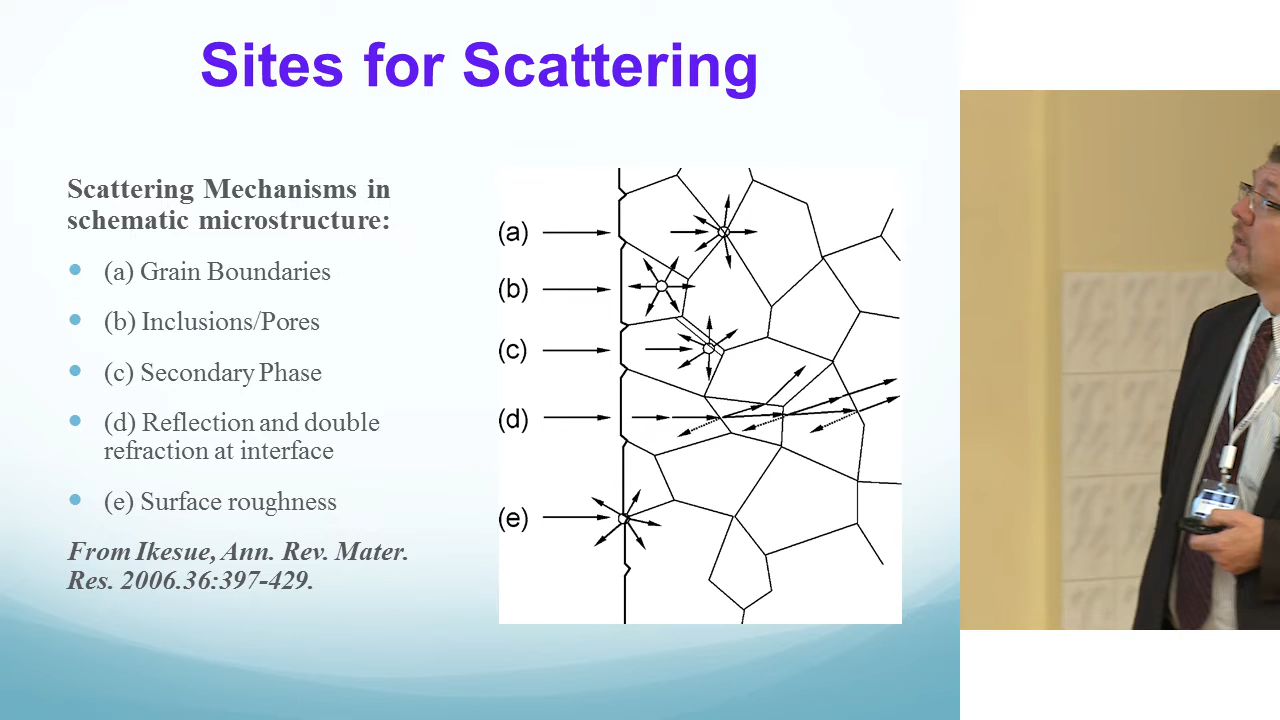 Sites for Scattering
Scattering Mechanisms in
schematic microstructure:
(a) Grain Boundaries
(b) Inclusions/Pores
(c) Secondary Phase
(d) Reflection and double
refraction at interface
(e) Surface roughness
From Ikesue, Ann. Rev. Mater.
Res. 2006.36:397-429.
(a)
(b)
(c)
(d)
(e)